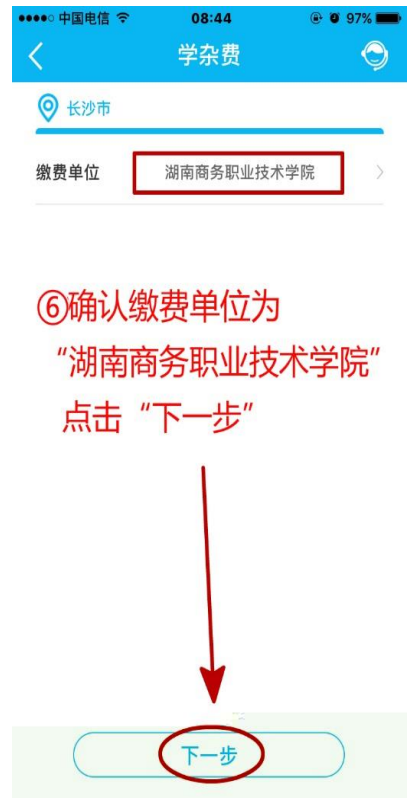 中国电信 08:44 97%
学杂费
长沙市
缴费单位 湖南商务职业技术学院
⑥确认缴费单位为
“湖南商务职业技术学院”
点击“下一步”
下一步